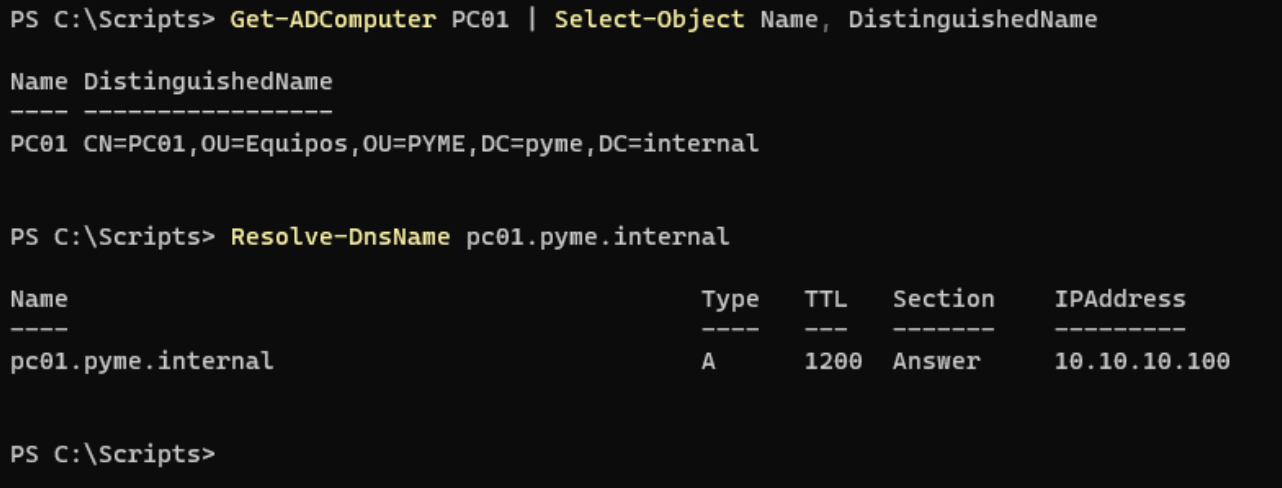 PS C:\Scripts> Get-ADComputer PC01 | Select-Object Name, DistinguishedName
Name DistinguishedName
---- -----------------
PC01 CN=PC01,OU=Equipos,OU=PYME,DC=pyme,DC=internal
PS C:\Scripts> Resolve-DnsName pc01.pyme.internal
Name Type TTL Section IPAddress
---- ---- --- ------- ---------
pc01.pyme.internal A 1200 Answer 10.10.10.100
PS C:\Scripts>